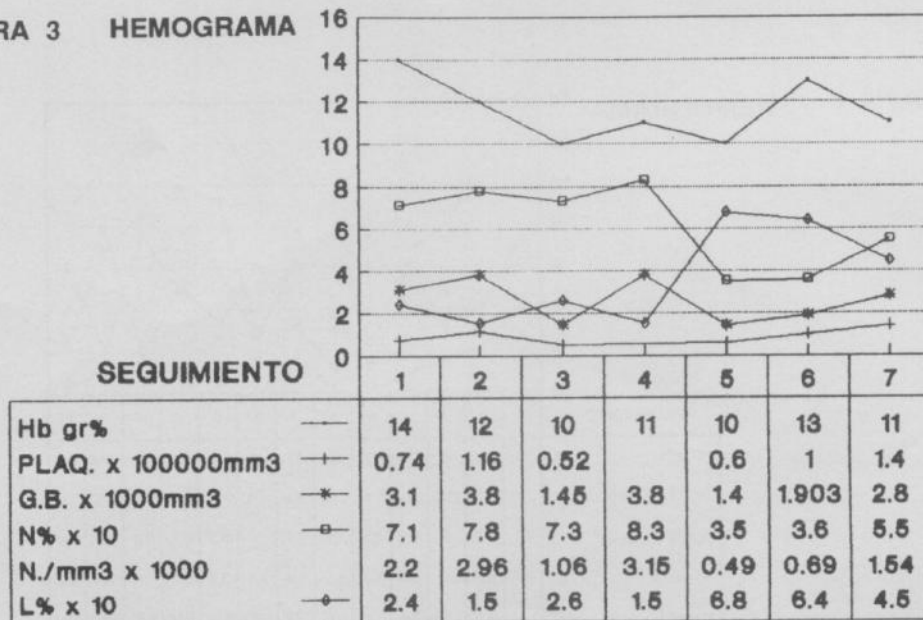 RA 3 HEMOGRAMA
16
14
12
10
8
6
4
2
0
SEGUIMIENTO 1 2 3 4 5 6 7
Hb gr% 14 12 10 11 10 13 11
PLAQ. x 100000mm3 0.74 1.16 0.52 0.6 1 1.4
G.B. x 1000mm3 3.1 3.8 1.45 3.8 1.4 1.903 2.8
N% x 10 7.1 7.8 7.3 8.3 3.5 3.6 5.5
N./mm3 x 1000 2.2 2.96 1.06 3.15 0.49 0.69 1.54
L% x 10 2.4 1.5 2.6 1.5 6.8 6.4 4.5